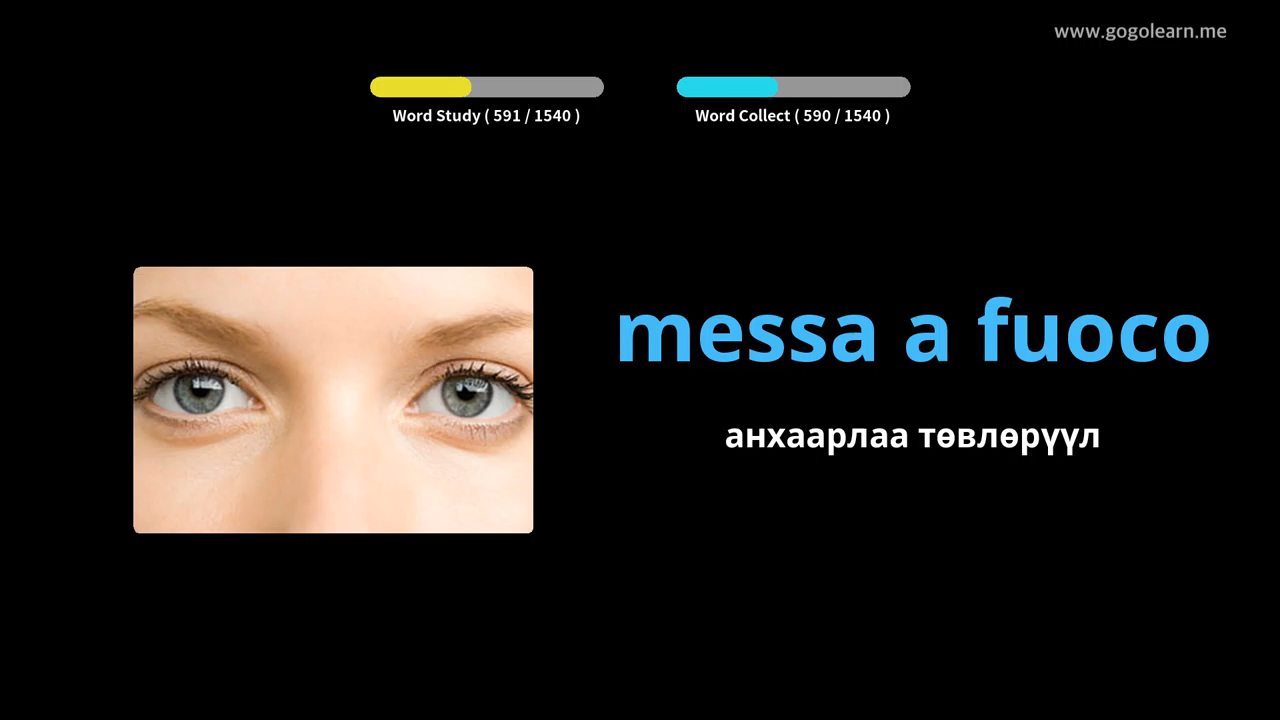 www.gogolearn.me
Word Study ( 591 / 1540 )
Word Collect ( 590 / 1540 )
messa a fuoco
анхаарлаа төвлөрүүл